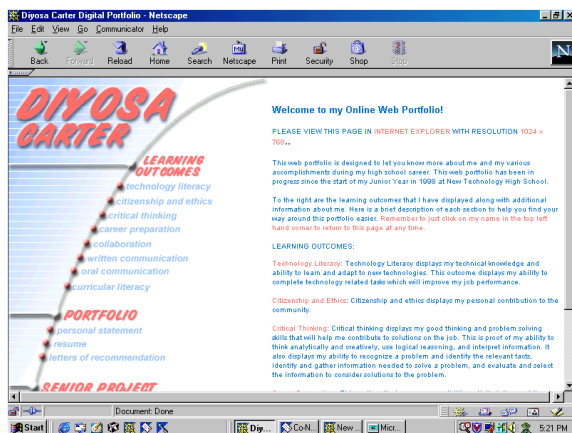 Diyosa Carter Digital Portfolio - Netscape
File Edit View Go Communicator Help
Back Forward Reload Home Search Netscape Print Security Shop Stop
DIYOSA
CARTER
LEARNING
OUTCOMES
technology literacy
citizenship and ethics
critical thinking
career preparation
collaboration
written communication
oral communication
curricular literacy
PORTFOLIO
personal statement
resume
letters of recommendation
SENIOR PROJECT
Welcome to my Online Web Portfolio!
PLEASE VIEW THIS PAGE IN INTERNET EXPLORER WITH RESOLUTION 1024 x
768..
This web portfolio is designed to let you know more about me and my various
accomplishments during my high school career. This web portfolio has been in
progress since the start of my Junior Year in 1998 at New Technology High School.
To the right are the learning outcomes that I have displayed along with additional
information about me. Here is a brief description of each section to help you find your
way around this portfolio easier. Remember to just click on my name in the top left
hand corner to return to this page at any time.
LEARNING OUTCOMES:
Technology Literacy: Technology Literacy displays my technical knowledge and
ability to learn and adapt to new technologies. This outcome displays my ability to
complete technology related tasks which will improve my job performance.
Citizenship and Ethics: Citizenship and ethics displays my personal contribution to the
community.
Critical Thinking: Critical thinking displays my good thinking and problem solving
skills that will help me contribute to solutions on the job. This is proof of my ability to
think analytically and creatively, use logical reasoning, and interpret information. It
also displays my ability to recognize a problem and identify the relevant facts,
identify and gather information needed to solve a problem, and evaluate and select
the information to consider solutions to the problem.
Document: Done
Start Diy... Co-N... New ... Micr... 5:21 PM